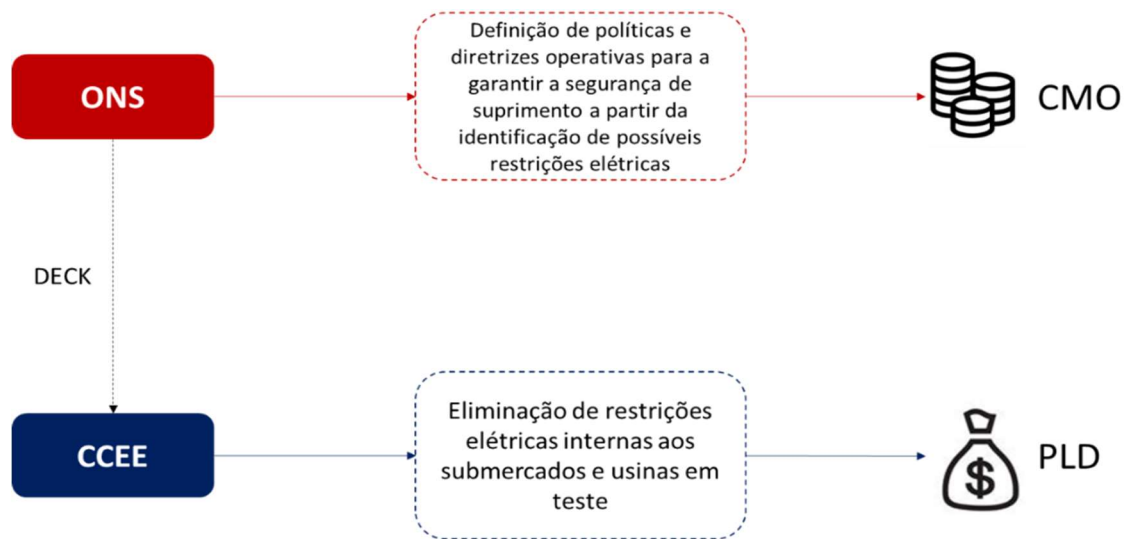 ONS
Definição de políticas e
diretrizes operativas para a
garantir a segurança de
suprimento a partir da
identificação de possíveis
restrições elétricas
CMO
DECK
CCEE
Eliminação de restrições
elétricas internas aos
submercados e usinas em
teste
$
PLD